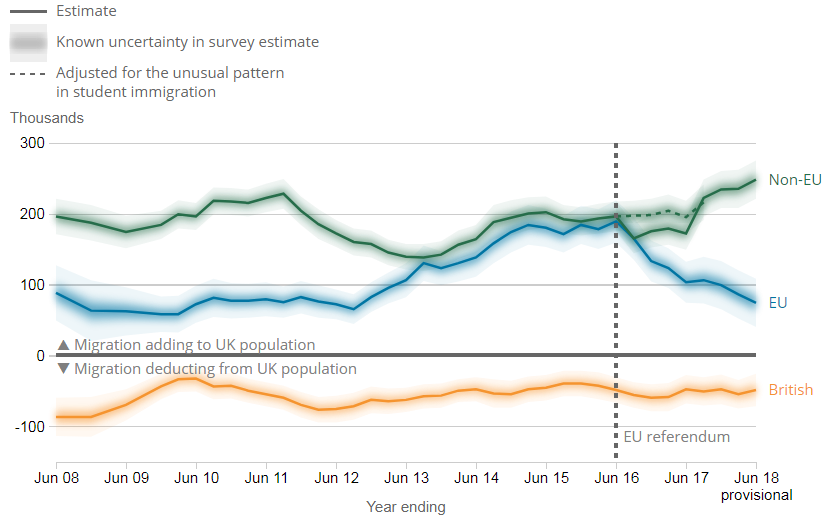 Estimate
Known uncertainty in survey estimate
Adjusted for the unusual pattern
in student immigration
Thousands
300
Non-EU
200
100
EU
▲ Migration adding to UK population
0
▼ Migration deducting from UK population
British
-100
EU referendum
Jun 08 Jun 09 Jun 10 Jun 11 Jun 12 Jun 13 Jun 14 Jun 15 Jun 16 Jun 17 Jun 18
provisional
Year ending